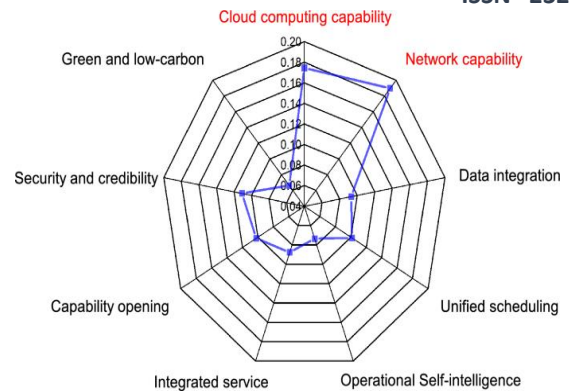 Cloud computing capability
0.20
Green and low-carbon
0.18
Network capability
0.16
0.14
0.12
0.10
Security and credibility
0.08
Data integration
0.06
0.04
Capability opening
Unified scheduling
Integrated service
Operational Self-intelligence